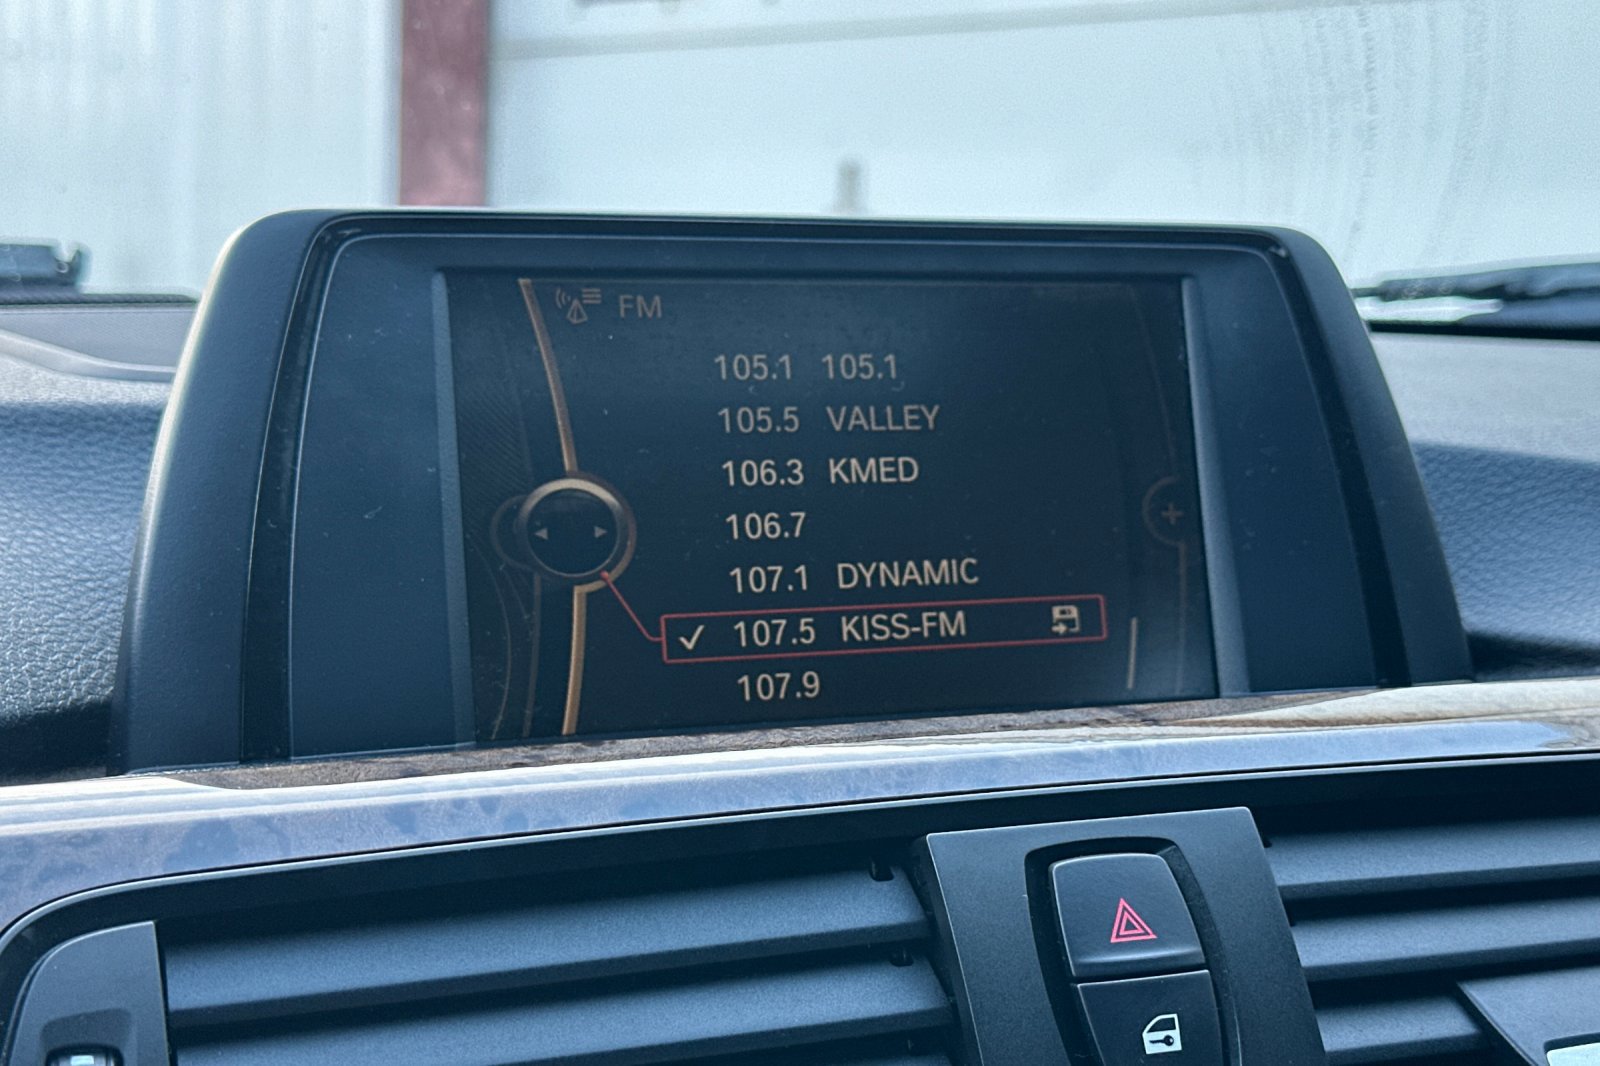 FM
105.1 105.1
105.5 VALLEY
106.3 KMED
106.7
107.1 DYNAMIC
✓ 107.5 KISS-FM
107.9